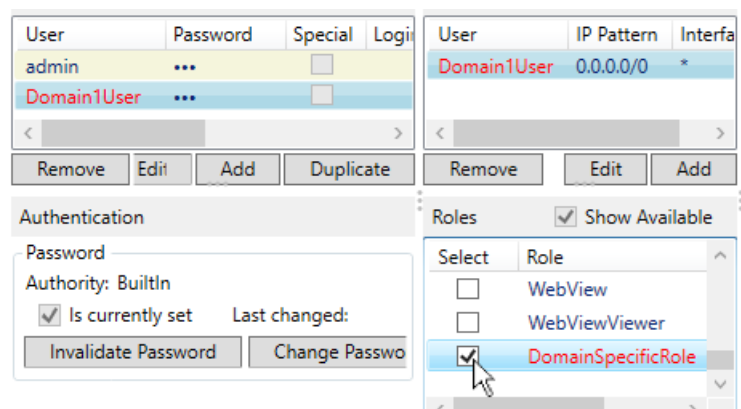 User Password Special Login
admin •••
Domain1User •••
Remove Edit Add Duplicate
Authentication
Password
Authority: BuiltIn
Is currently set Last changed:
Invalidate Password Change Passwo
User IP Pattern Interfa
Domain1User 0.0.0.0/0 *
Remove Edit Add
Roles Show Available
Select Role
WebView
WebViewViewer
DomainSpecificRole